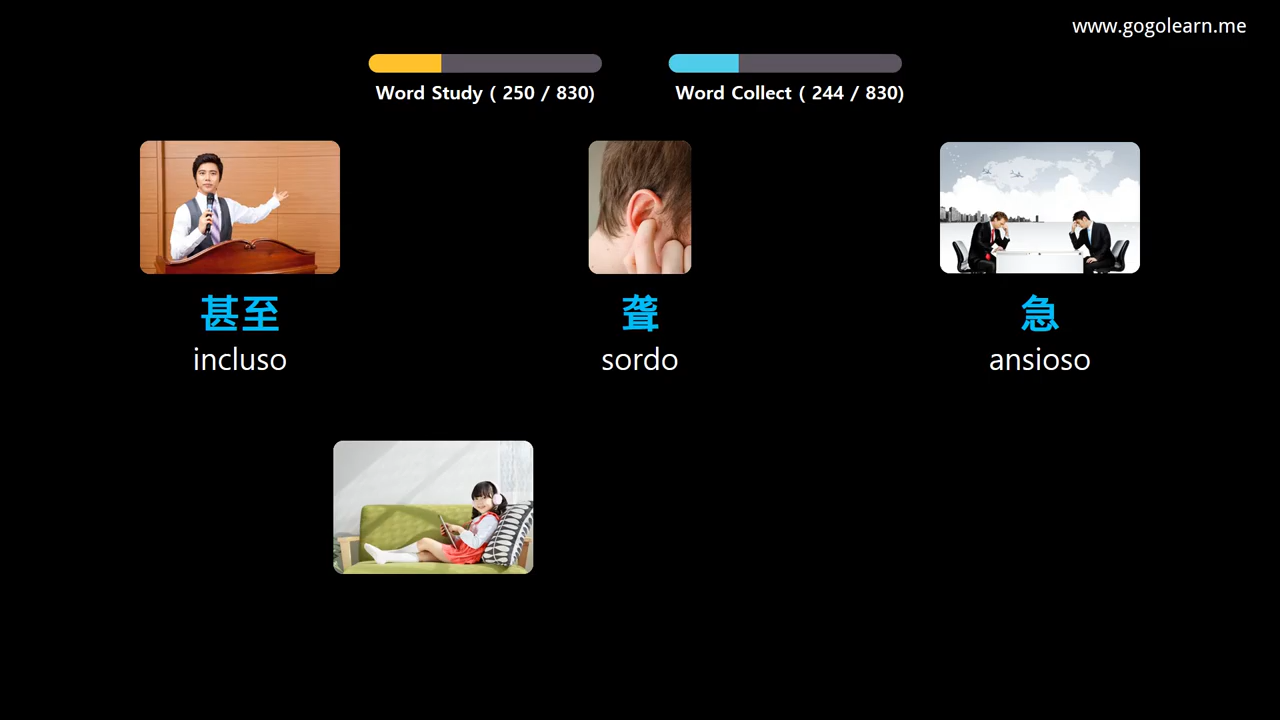 www.gogolearn.me
Word Study ( 250 / 830)
Word Collect ( 244 / 830)
甚至
incluso
聋
sordo
急
ansioso